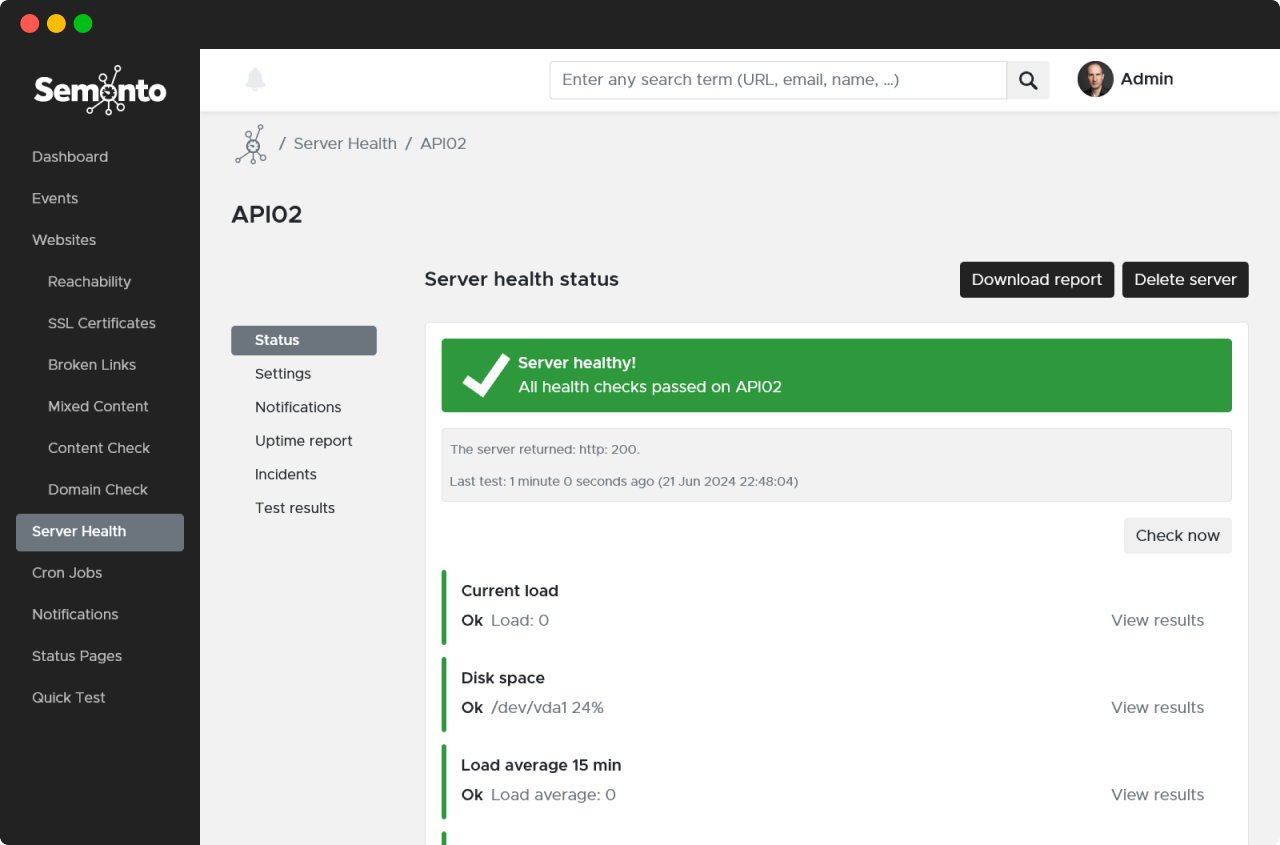 Semonto
Enter any search term (URL, email, name, ...)
Admin
Dashboard
Events
Websites
Reachability
SSL Certificates
Broken Links
Mixed Content
Content Check
Domain Check
Server Health
Cron Jobs
Notifications
Status Pages
Quick Test
/ Server Health / API02
API02
Status
Settings
Notifications
Uptime report
Incidents
Test results
Server health status
Download report
Delete server
Server healthy!
All health checks passed on API02
The server returned: http: 200.
Last test: 1 minute 0 seconds ago (21 Jun 2024 22:48:04)
Check now
Current load
Ok Load: 0 View results
Disk space
Ok /dev/vda1 24% View results
Load average 15 min
Ok Load average: 0 View results